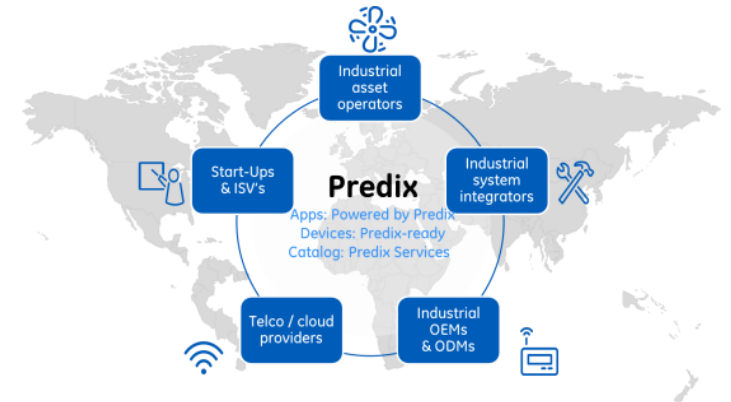 Industrial
asset
operators
Start-Ups
& ISV's
Industrial
system
integrators
Predix
Apps: Powered by Predix
Devices: Predix-ready
Catalog: Predix Services
Telco / cloud
providers
Industrial
OEMs
& ODMs